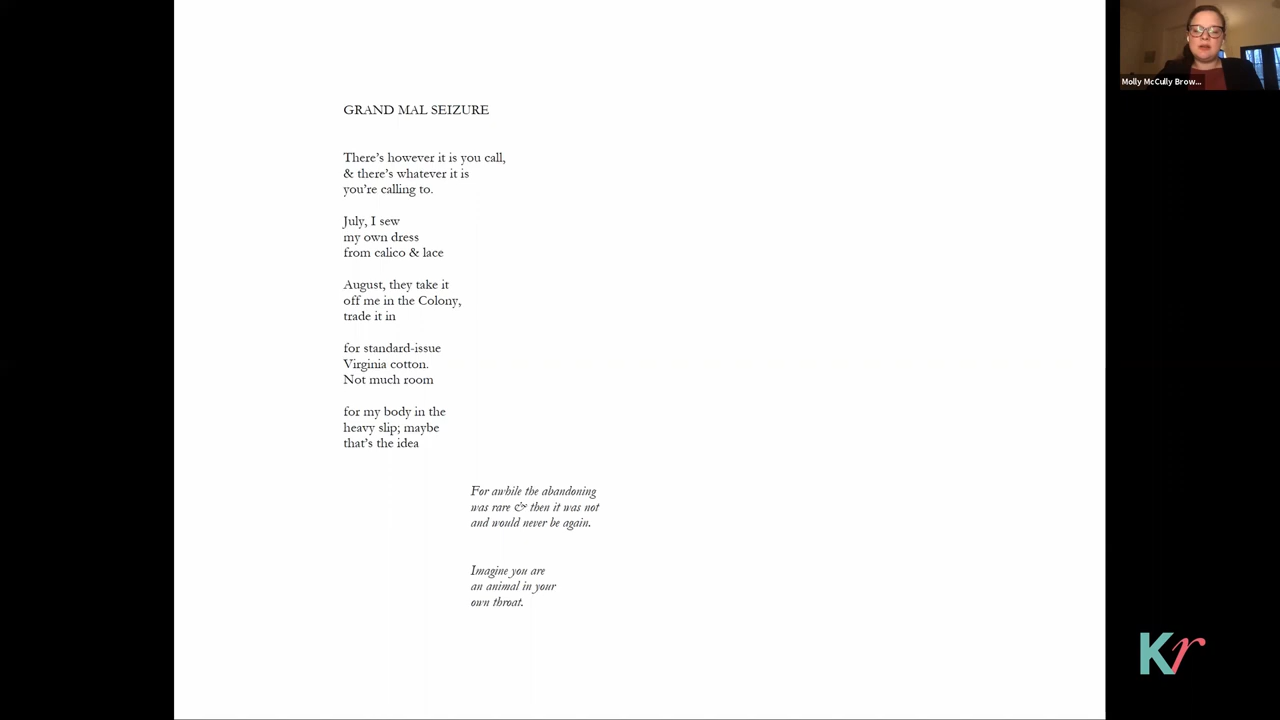 GRAND MAL SEIZURE
There's however it is you call,
& there's whatever it is
you're calling to.
July, I sew
my own dress
from calico & lace
August, they take it
off me in the Colony,
trade it in
for standard-issue
Virginia cotton.
Not much room
for my body in the
heavy slip; maybe
that's the idea
For awhile the abandoning
was rare & then it was not
and would never be again.
Imagine you are
an animal in your
own throat.
Molly McCully Brow...
Kr